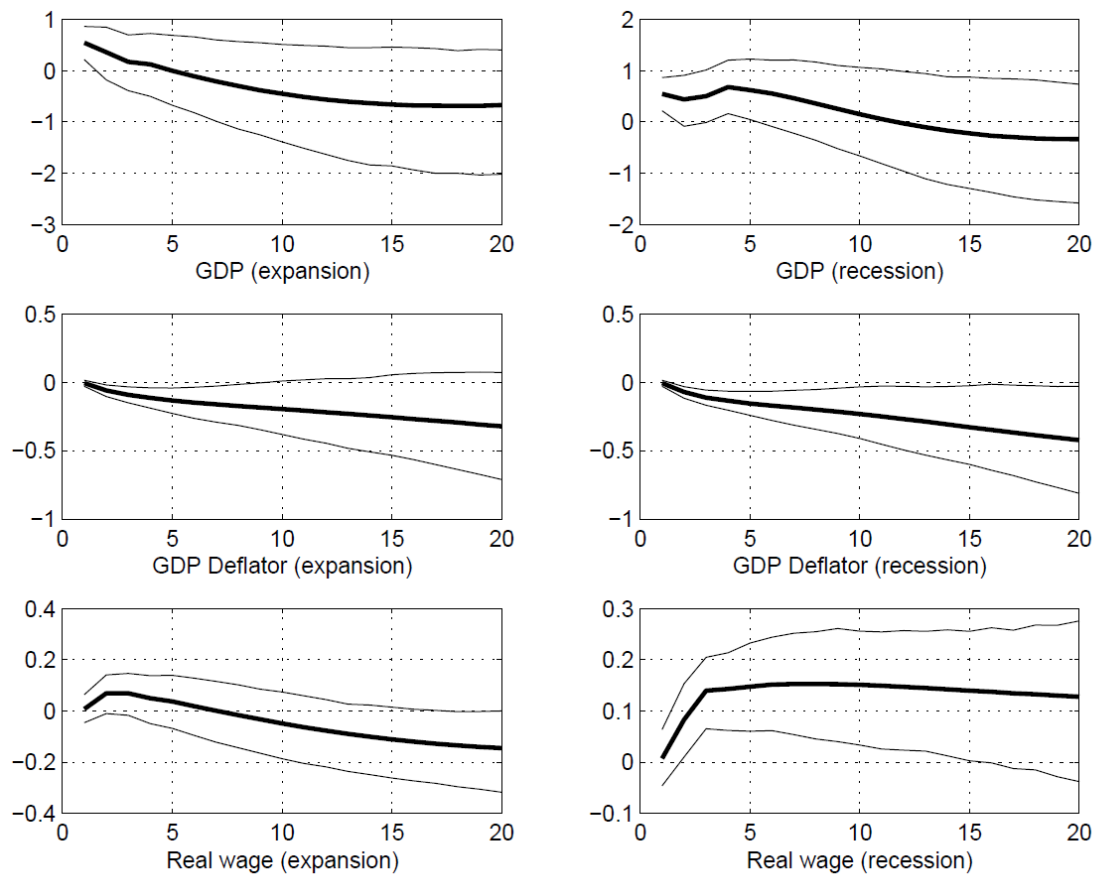 1
0
−1
−2
−3
0 5 10 15 20
GDP (expansion)
2
1
0
−1
−2
0 5 10 15 20
GDP (recession)
0.5
0
−0.5
−1
0 5 10 15 20
GDP Deflator (expansion)
0.5
0
−0.5
−1
0 5 10 15 20
GDP Deflator (recession)
0.4
0.2
0
−0.2
−0.4
0 5 10 15 20
Real wage (expansion)
0.3
0.2
0.1
0
−0.1
0 5 10 15 20
Real wage (recession)